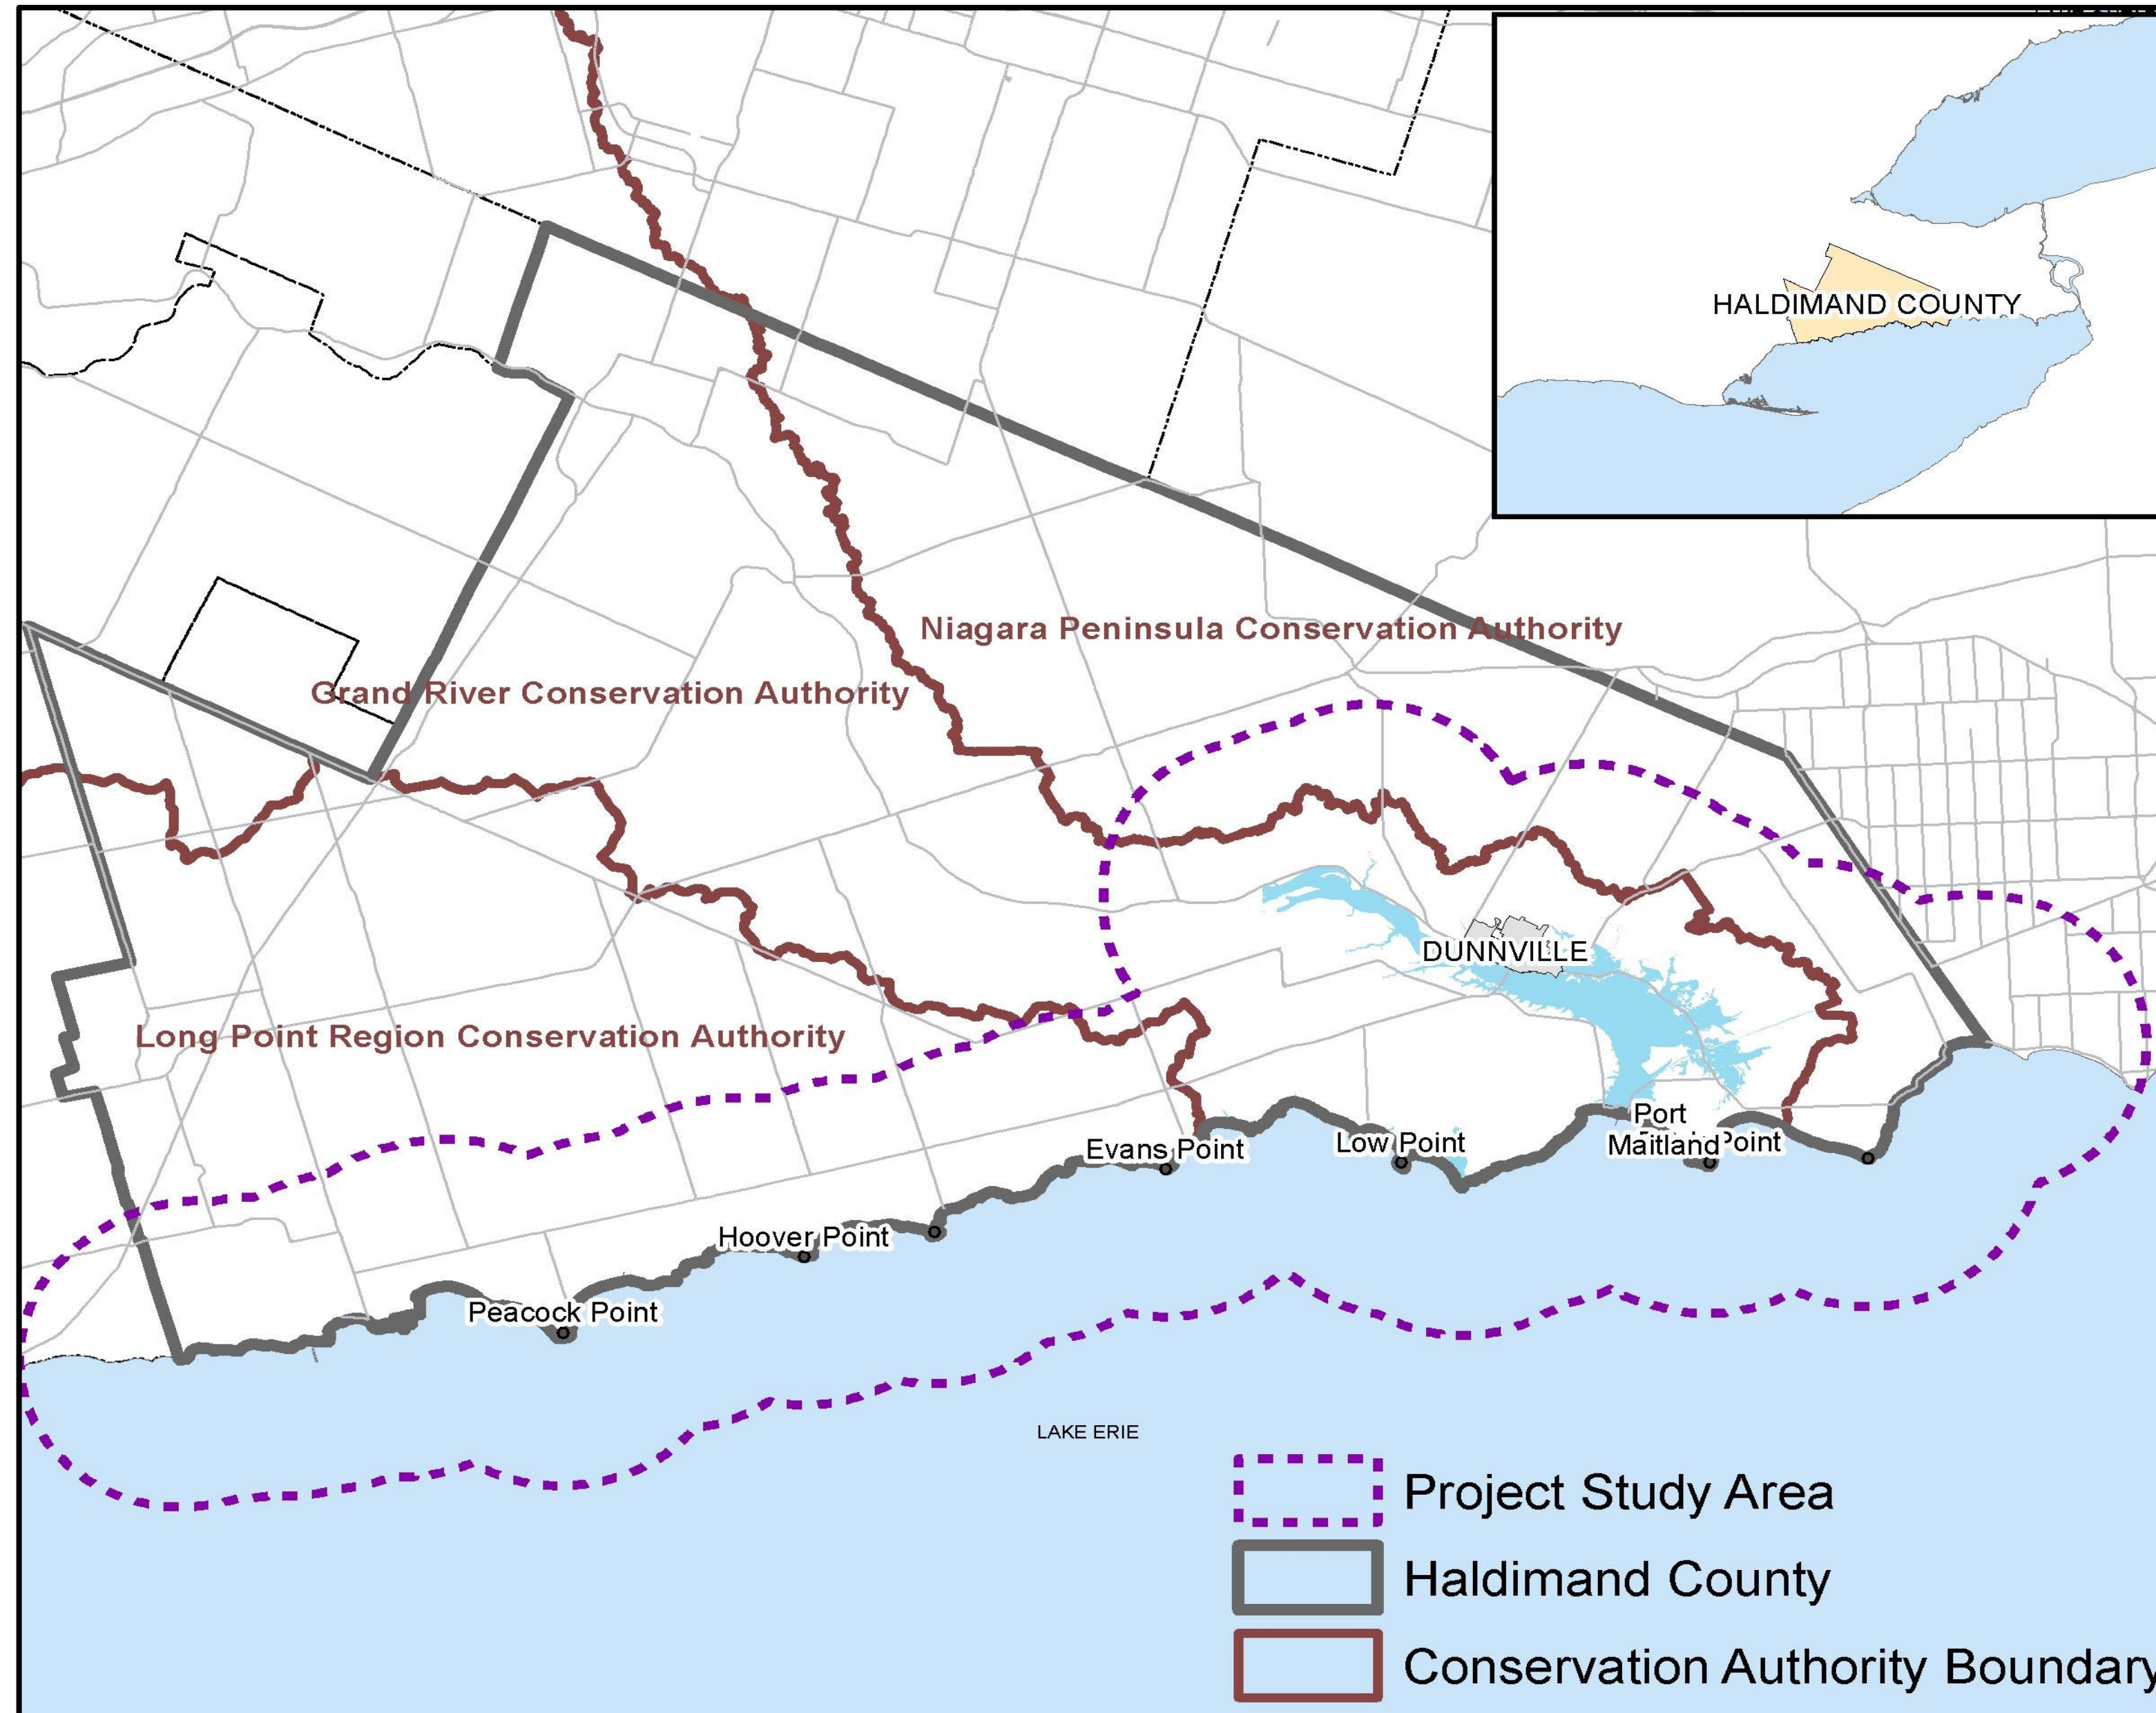 HALDIMAND COUNTY
Niagara Peninsula Conservation Authority
Grand River Conservation Authority
DUNNVILLE
Long Point Region Conservation Authority
Port
Maitland
Point
Evans Point
Low Point
Hoover Point
Peacock Point
LAKE ERIE
Project Study Area
Haldimand County
Conservation Authority Boundary